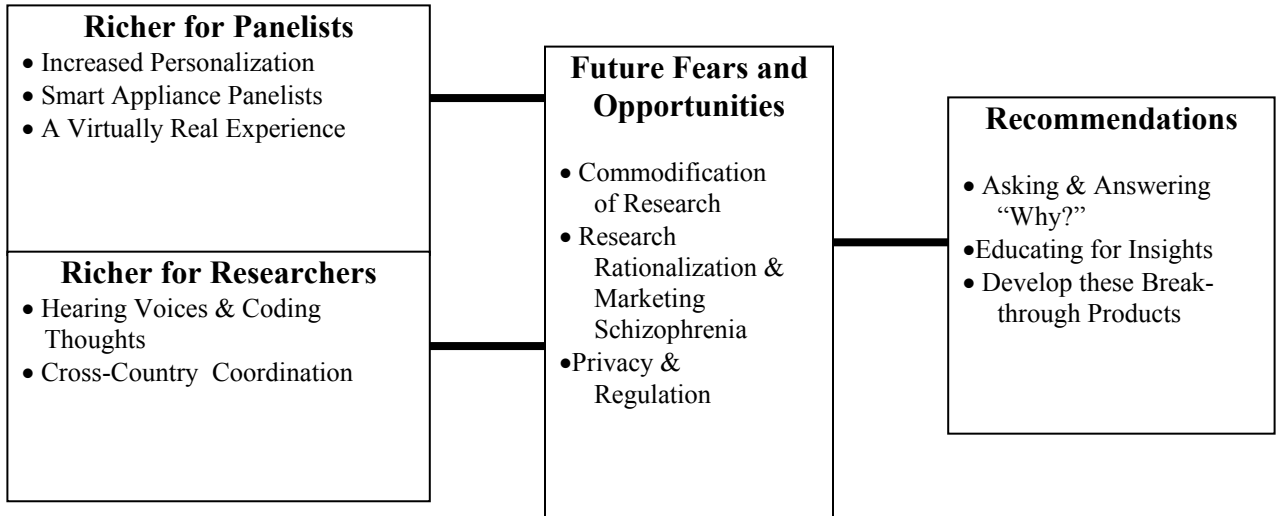 Richer for Panelists
• Increased Personalization
• Smart Appliance Panelists
• A Virtually Real Experience
Richer for Researchers
• Hearing Voices & Coding
Thoughts
• Cross-Country Coordination
Future Fears and
Opportunities
• Commodification
of Research
• Research
Rationalization &
Marketing
Schizophrenia
•Privacy &
Regulation
Recommendations
• Asking & Answering
“Why?”
•Educating for Insights
• Develop these Break-
through Products